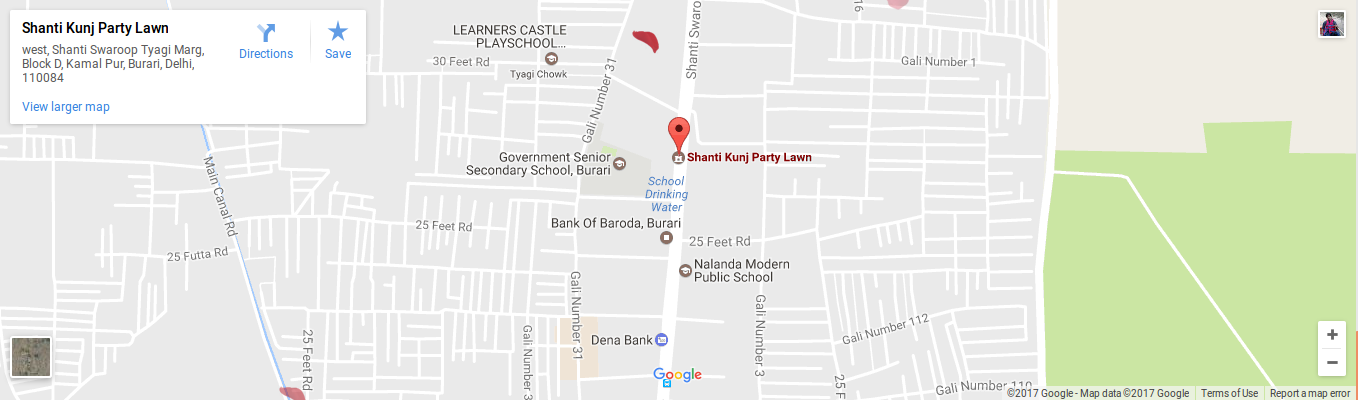 Shanti Kunj Party Lawn
west, Shanti Swaroop Tyagi Marg,
Block D, Kamal Pur, Burari, Delhi,
110084
View larger map
Directions
Save
LEARNERS CASTLE
PLAYSCHOOL...
30 Feet Rd
Tyagi Chowk
Gali Number 31
Shanti Swaro
16
Gali Number 1
Government Senior
Secondary School, Burari
Shanti Kunj Party Lawn
School
Drinking
Water
Main Canal Rd
25 Feet Rd
Bank Of Baroda, Burari
25 Feet Rd
25 Futta Rd
Nalanda Modern
Public School
Gali Number 31
Gali Number 3
Gali Number 3
Gali Number 112
25 Feet Rd
Dena Bank
25 F
Gali Number 110
Google
+
−
©2017 Google - Map data ©2017 Google
Terms of Use
Report a map error